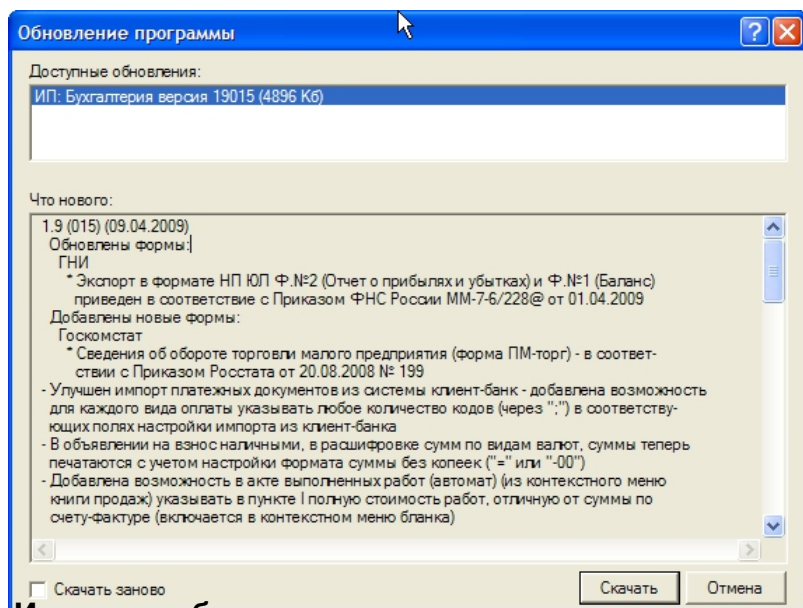 Обновление программы
Доступные обновления:
ИП: Бухгалтерия версия 19015 (4896 Кб)
Что нового:
1.9 (015) (09.04.2009)
Обновлены формы:
ГНИ
* Экспорт в формате НП ЮЛ Ф.№2 (Отчет о прибылях и убытках) и Ф.№1 (Баланс)
приведен в соответствие с Приказом ФНС России ММ-7-6/228@ от 01.04.2009
Добавлены новые формы:
Госкомстат
* Сведения об обороте торговли малого предприятия (форма ПМ-торг) - в соответ-
ствии с Приказом Росстата от 20.08.2008 № 199
- Улучшен импорт платежных документов из системы клиент-банк - добавлена возможность
для каждого вида оплаты указывать любое количество кодов (через ";") в соответству-
ющих полях настройки импорта из клиент-банка
- В объявлении на взнос наличными, в расшифровке сумм по видам валют, суммы теперь
печатаются с учетом настройки формата суммы без копеек ("=" или "-00")
- Добавлена возможность в акте выполненных работ (автомат) (из контекстного меню
книги продаж) указывать в пункте I полную стоимость работ, отличную от суммы по
счету-фактуре (включается в контекстном меню бланка)
Скачать заново
Скачать
Отмена